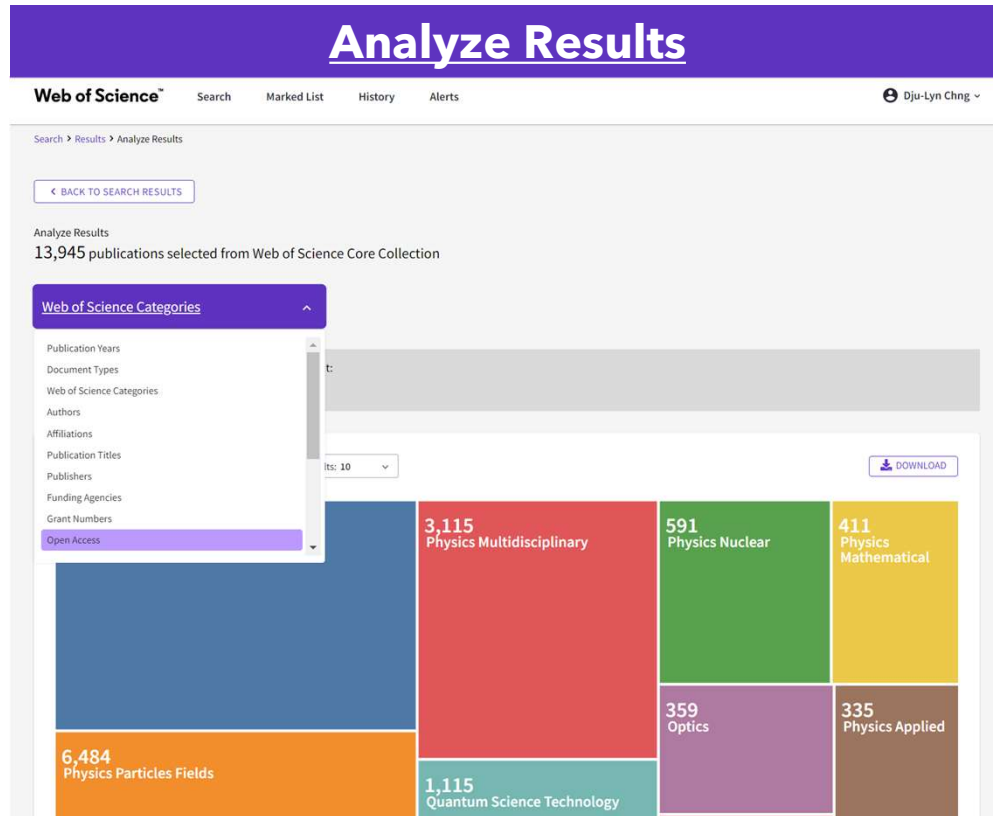 Analyze Results
Web of Science™ Search Marked List History Alerts Dju-Lyn Chng
Search > Results > Analyze Results
< BACK TO SEARCH RESULTS
Analyze Results
13,945 publications selected from Web of Science Core Collection
Web of Science Categories
Publication Years
Document Types
Web of Science Categories
Authors
Affiliations
Publication Titles
Publishers
Funding Agencies
Grant Numbers
Open Access
t:
lts: 10
DOWNLOAD
3,115
Physics Multidisciplinary
591
Physics Nuclear
411
Physics
Mathematical
359
Optics
335
Physics Applied
6,484
Physics Particles Fields
1,115
Quantum Science Technology